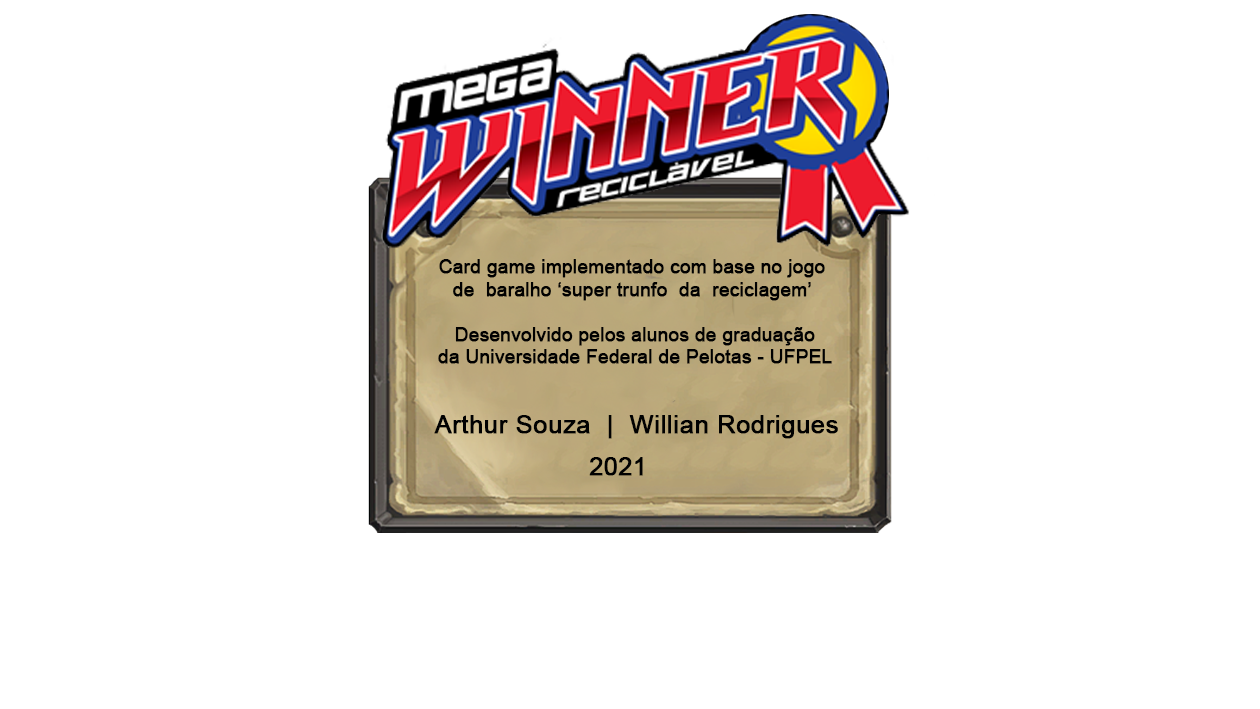 MEGA
WINNER
RECICLÀVEL
Card game implementado com base no jogo
de baralho ‘super trunfo da reciclagem’
Desenvolvido pelos alunos de graduação
da Universidade Federal de Pelotas - UFPEL
Arthur Souza | Willian Rodrigues
2021